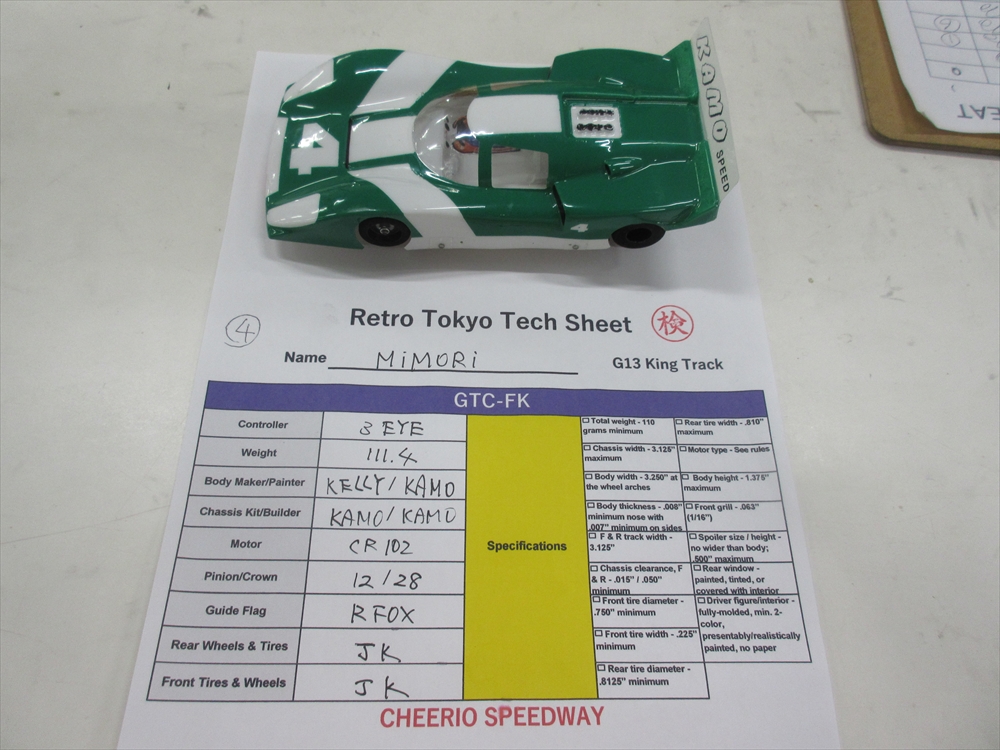 KAMO SPEED
4
4
EAT
Retro Tokyo Tech Sheet 検
④
Name MiMORi
G13 King Track
GTC-FK
Controller 3 EYE
Weight 111.4
Body Maker/Painter KELLY/KAMO
Chassis Kit/Builder KAMO/KAMO
Motor CR102
Pinion/Crown 12/28
Guide Flag RFOX
Rear Wheels & Tires JK
Front Tires & Wheels JK
Specifications
☐ Total weight - 110
grams minimum
☐ Chassis width - 3.125"
maximum
☐ Body width - 3.250" at
the wheel arches
☐ Body thickness - .006"
minimum nose with
.007" minimum on sides
☐ F & R track width -
3.125"
☐ Chassis clearance, F
& R - .015" / .050"
minimum
☐ Front tire diameter -
.750" minimum
☐ Front tire width - .225"
minimum
☐ Rear tire diameter -
.8125" minimum
☐ Rear tire width - .810"
maximum
☐ Motor type - See rules
☐ Body height - 1.375"
maximum
☐ Front grill - .063"
(1/16")
☐ Spoiler size / height -
no wider than body;
.500" maximum
☐ Rear window -
painted, tinted, or
covered with interior
☐ Driver figure/interior -
fully-molded, min. 2-
color,
presentably/realistically
painted, no paper
CHEERIO SPEEDWAY